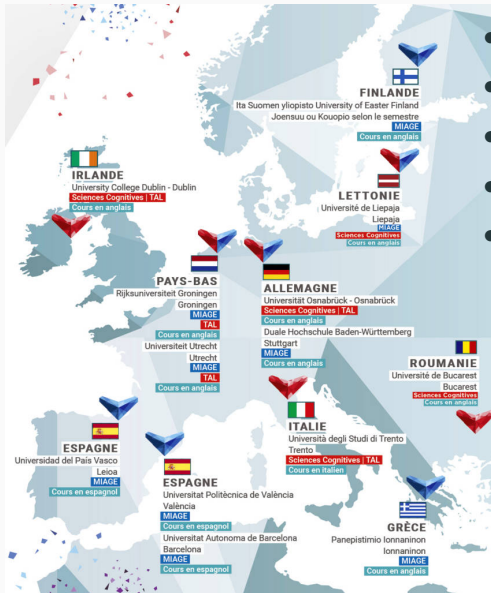 FINLANDE
Ita Suomen yliopisto University of Easter Finland
Joensuu ou Kouopio selon le semestre
MIAGE
Cours en anglais
IRLANDE
University College Dublin - Dublin
Sciences Cognitives | TAL
Cours en anglais
LETTONIE
Université de Liepaja
Liepaja
MIAGE
Sciences Cognitives
Cours en anglais
PAYS-BAS
Rijksuniversiteit Groningen
Groningen
MIAGE
TAL
Cours en anglais
Universiteit Utrecht
Utrecht
MIAGE
TAL
Cours en anglais
ALLEMAGNE
Universität Osnabrück - Osnabrück
Sciences Cognitives | TAL
Cours en anglais
Duale Hochschule Baden-Württemberg
Stuttgart
MIAGE
Cours en anglais
ROUMANIE
Université de Bucarest
Bucarest
Sciences Cognitives
Cours en anglais
ITALIE
Università degli Studi di Trento
Trento
Sciences Cognitives | TAL
Cours en italien
ESPAGNE
Universidad del País Vasco
Leioa
MIAGE
Cours en espagnol
ESPAGNE
Universitat Politècnica de València
València
MIAGE
Cours en espagnol
Universitat Autonoma de Barcelona
Barcelona
MIAGE
Cours en espagnol
GRÈCE
Panepistimio Ionnaninon
Ionnaninon
MIAGE
Cours en anglais